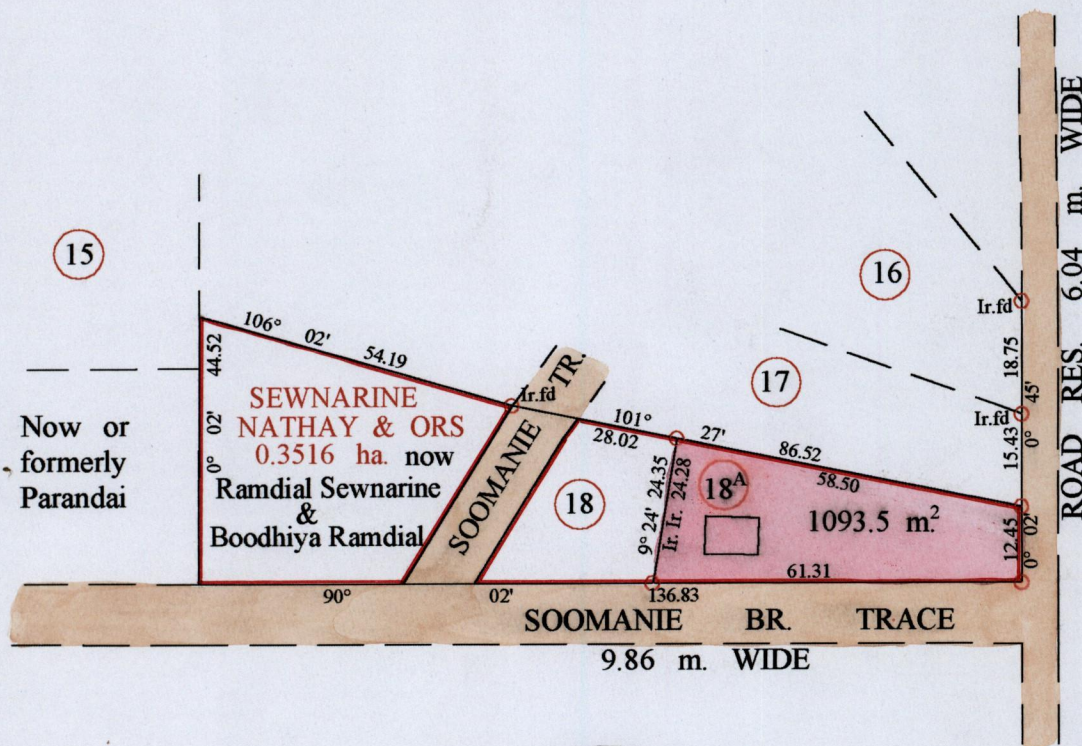 15
Now or
formerly
Parandai
106° 02' 54.19
44.52
0° 02'
SEWNARINE
NATHAY & ORS
0.3516 ha. now
Ramdial Sewnarine
&
Boodhiya Ramdial
Ir.fd
SOOMANIE TR.
101° 27'
28.02
86.52
58.50
18
9° 24' 24.35
Ir. Ir. 24.28
18A
1093.5 m.²
61.31
16
17
Ir.fd
18.75
Ir.fd
0° 45'
15.43
12.45
0° 02'
90° 02' 136.83
SOOMANIE BR. TRACE
9.86 m. WIDE
ROAD RES. 6.04 m. WIDE